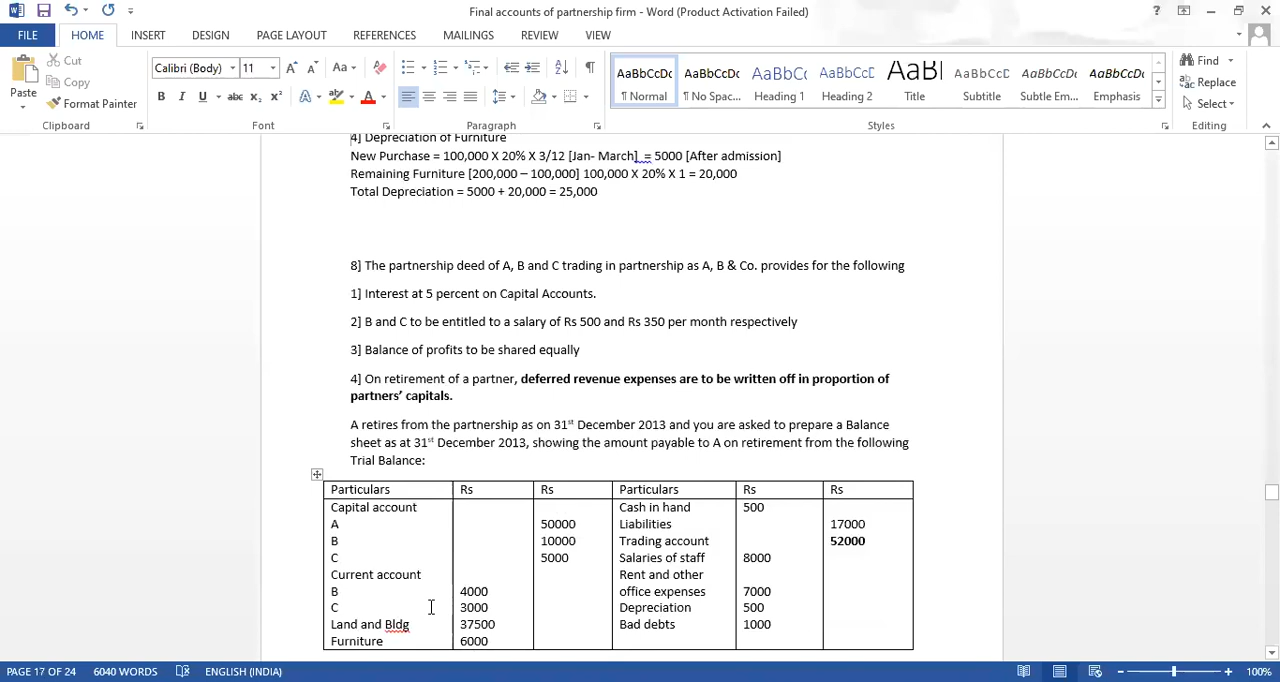 Final accounts of partnership firm - Word (Product Activation Failed)
FILE HOME INSERT DESIGN PAGE LAYOUT REFERENCES MAILINGS REVIEW VIEW
Paste
Cut
Copy
Format Painter
Calibri (Body) 11
AaBbCcDc AaBbCcDc AaBbCc AaBbCcD AaBl AaBbCcD AaBbCcDc AaBbCcDc
¶ Normal ¶ No Spac... Heading 1 Heading 2 Title Subtitle Subtle Em... Emphasis
Find
Replace
Select
Clipboard Font Paragraph Styles Editing
4] Depreciation of Furniture
New Purchase = 100,000 X 20% X 3/12 [Jan- March] = 5000 [After admission]
Remaining Furniture [200,000 – 100,000] 100,000 X 20% X 1 = 20,000
Total Depreciation = 5000 + 20,000 = 25,000
8] The partnership deed of A, B and C trading in partnership as A, B & Co. provides for the following
1] Interest at 5 percent on Capital Accounts.
2] B and C to be entitled to a salary of Rs 500 and Rs 350 per month respectively
3] Balance of profits to be shared equally
4] On retirement of a partner, deferred revenue expenses are to be written off in proportion of
partners’ capitals.
A retires from the partnership as on 31st December 2013 and you are asked to prepare a Balance
sheet as at 31st December 2013, showing the amount payable to A on retirement from the following
Trial Balance:
Particulars Rs Rs Particulars Rs Rs
Capital account Cash in hand 500
A 50000 Liabilities 17000
B 10000 Trading account 52000
C 5000 Salaries of staff 8000
Current account Rent and other
B 4000 office expenses 7000
C 3000 Depreciation 500
Land and Bldg 37500 Bad debts 1000
Furniture 6000
PAGE 17 OF 24 6040 WORDS ENGLISH (INDIA) 100%